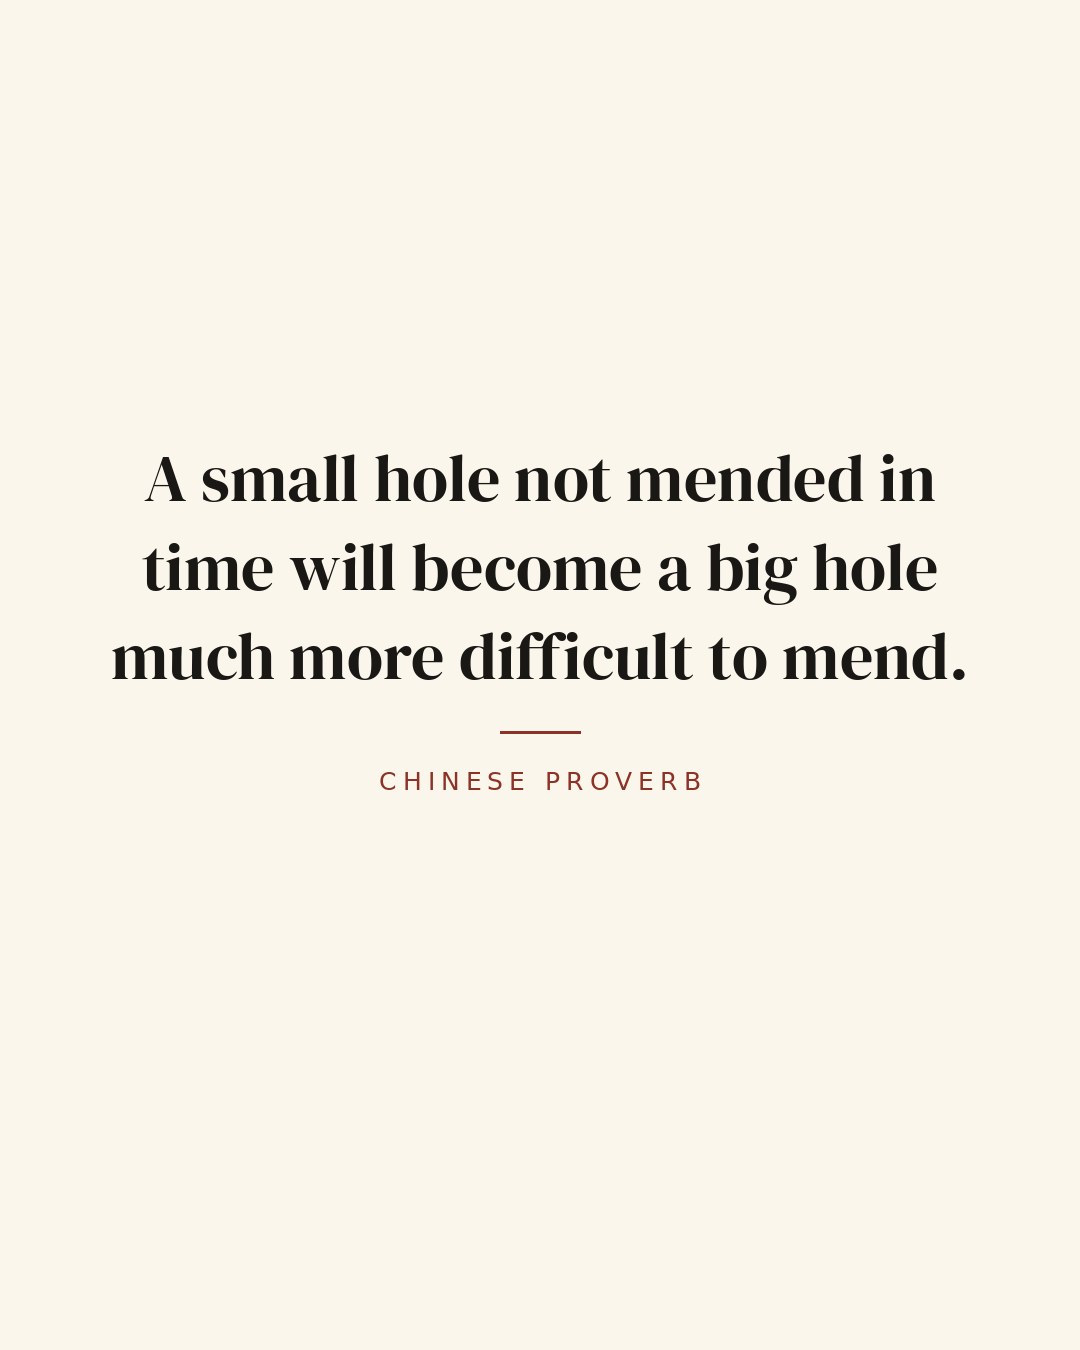 A small hole not mended in
time will become a big hole
much more difficult to mend.
CHINESE PROVERB